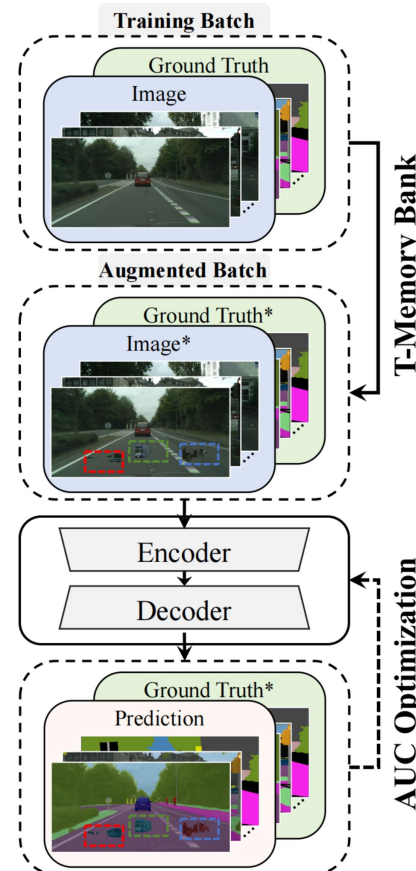 Training Batch
Ground Truth
Image
T-Memory Bank
Augmented Batch
Ground Truth*
Image*
Encoder
Decoder
AUC Optimization
Ground Truth*
Prediction